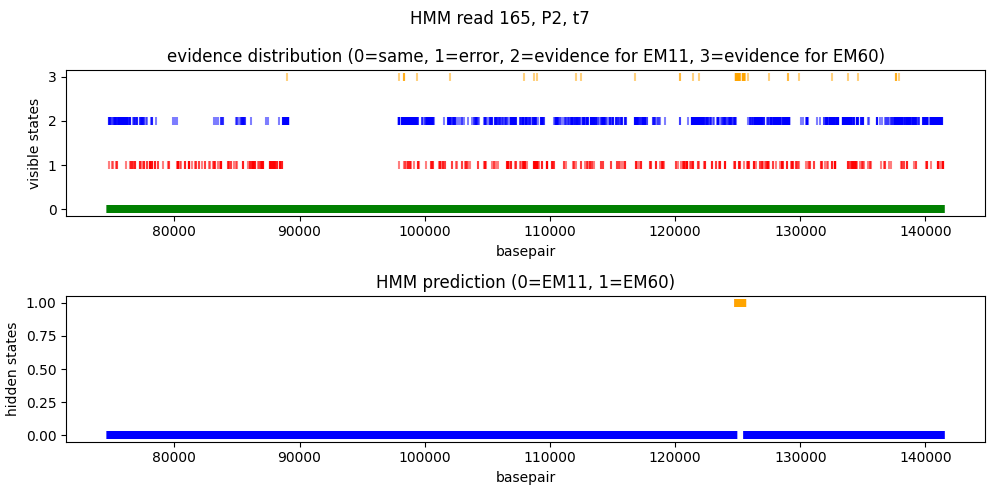 HMM read 165, P2, t7
evidence distribution (0=same, 1=error, 2=evidence for EM11, 3=evidence for EM60)
visible states
3
2
1
0
80000 90000 100000 110000 120000 130000 140000
basepair
HMM prediction (0=EM11, 1=EM60)
hidden states
1.00
0.75
0.50
0.25
0.00
80000 90000 100000 110000 120000 130000 140000
basepair